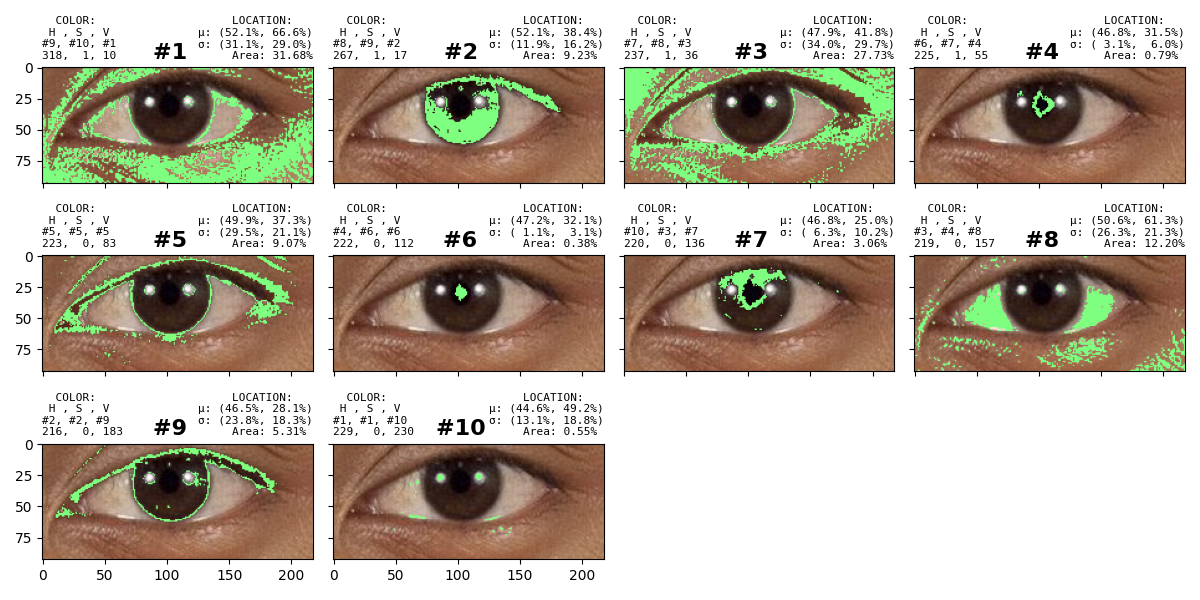 COLOR: LOCATION:
H , S , V μ: (52.1%, 66.6%)
#9, #10, #1 σ: (31.1%, 29.0%)
318, 1, 10 #1 Area: 31.68%
COLOR: LOCATION:
H , S , V μ: (52.1%, 38.4%)
#8, #9, #2 σ: (11.9%, 16.2%)
267, 1, 17 #2 Area: 9.23%
COLOR: LOCATION:
H , S , V μ: (47.9%, 41.8%)
#7, #8, #3 σ: (34.0%, 29.7%)
237, 1, 36 #3 Area: 27.73%
COLOR: LOCATION:
H , S , V μ: (46.8%, 31.5%)
#6, #7, #4 σ: ( 3.1%, 6.0%)
225, 1, 55 #4 Area: 0.79%
0
25
50
75
COLOR: LOCATION:
H , S , V μ: (49.9%, 37.3%)
#5, #5, #5 σ: (29.5%, 21.1%)
223, 0, 83 #5 Area: 9.07%
COLOR: LOCATION:
H , S , V μ: (47.2%, 32.1%)
#4, #6, #6 σ: ( 1.1%, 3.1%)
222, 0, 112 #6 Area: 0.38%
COLOR: LOCATION:
H , S , V μ: (46.8%, 25.0%)
#10, #3, #7 σ: ( 6.3%, 10.2%)
220, 0, 136 #7 Area: 3.06%
COLOR: LOCATION:
H , S , V μ: (50.6%, 61.3%)
#3, #4, #8 σ: (26.3%, 21.3%)
219, 0, 157 #8 Area: 12.20%
0
25
50
75
COLOR: LOCATION:
H , S , V μ: (46.5%, 28.1%)
#2, #2, #9 σ: (23.8%, 18.3%)
216, 0, 183 #9 Area: 5.31%
COLOR: LOCATION:
H , S , V μ: (44.6%, 49.2%)
#1, #1, #10 σ: (13.1%, 18.8%)
229, 0, 230 #10 Area: 0.55%
0
25
50
75
0 50 100 150 200
0 50 100 150 200